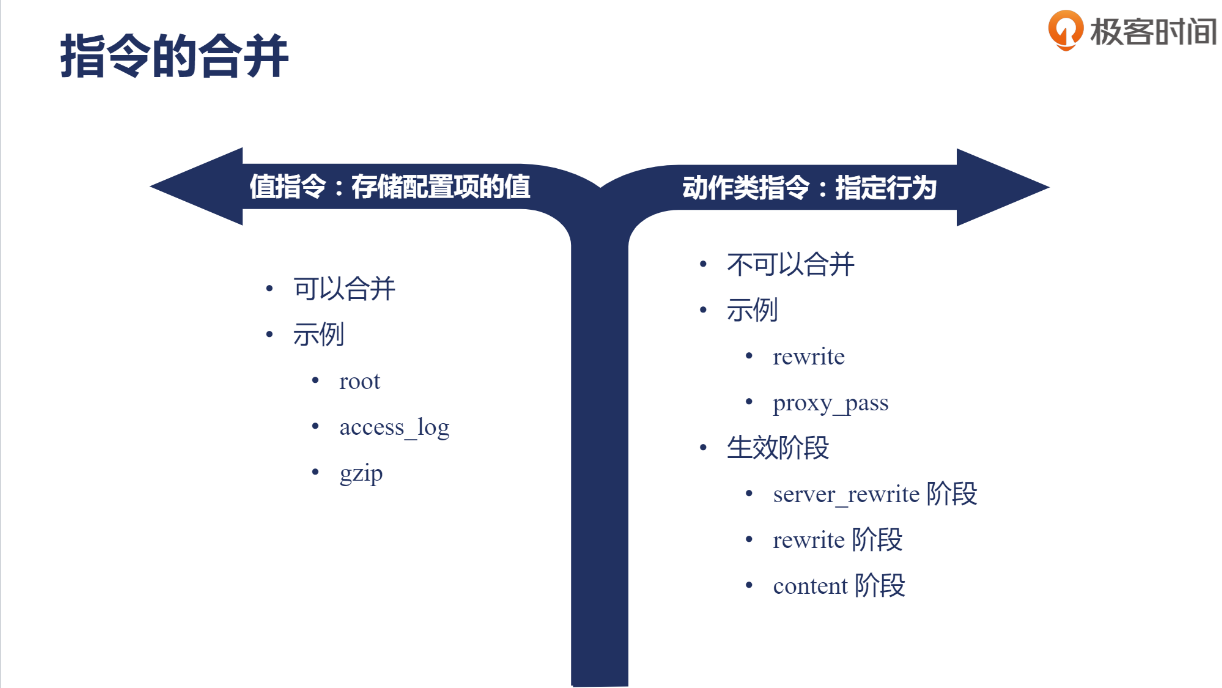 指令的合并
极客时间
值指令：存储配置项的值
• 可以合并
• 示例
• root
• access_log
• gzip
动作类指令：指定行为
• 不可以合并
• 示例
• rewrite
• proxy_pass
• 生效阶段
• server_rewrite 阶段
• rewrite 阶段
• content 阶段